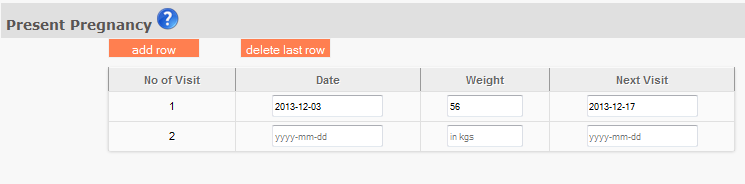 Present Pregnancy ?
add row delete last row
No of Visit Date Weight Next Visit
1 2013-12-03 56 2013-12-17
2 yyyy-mm-dd in kgs yyyy-mm-dd